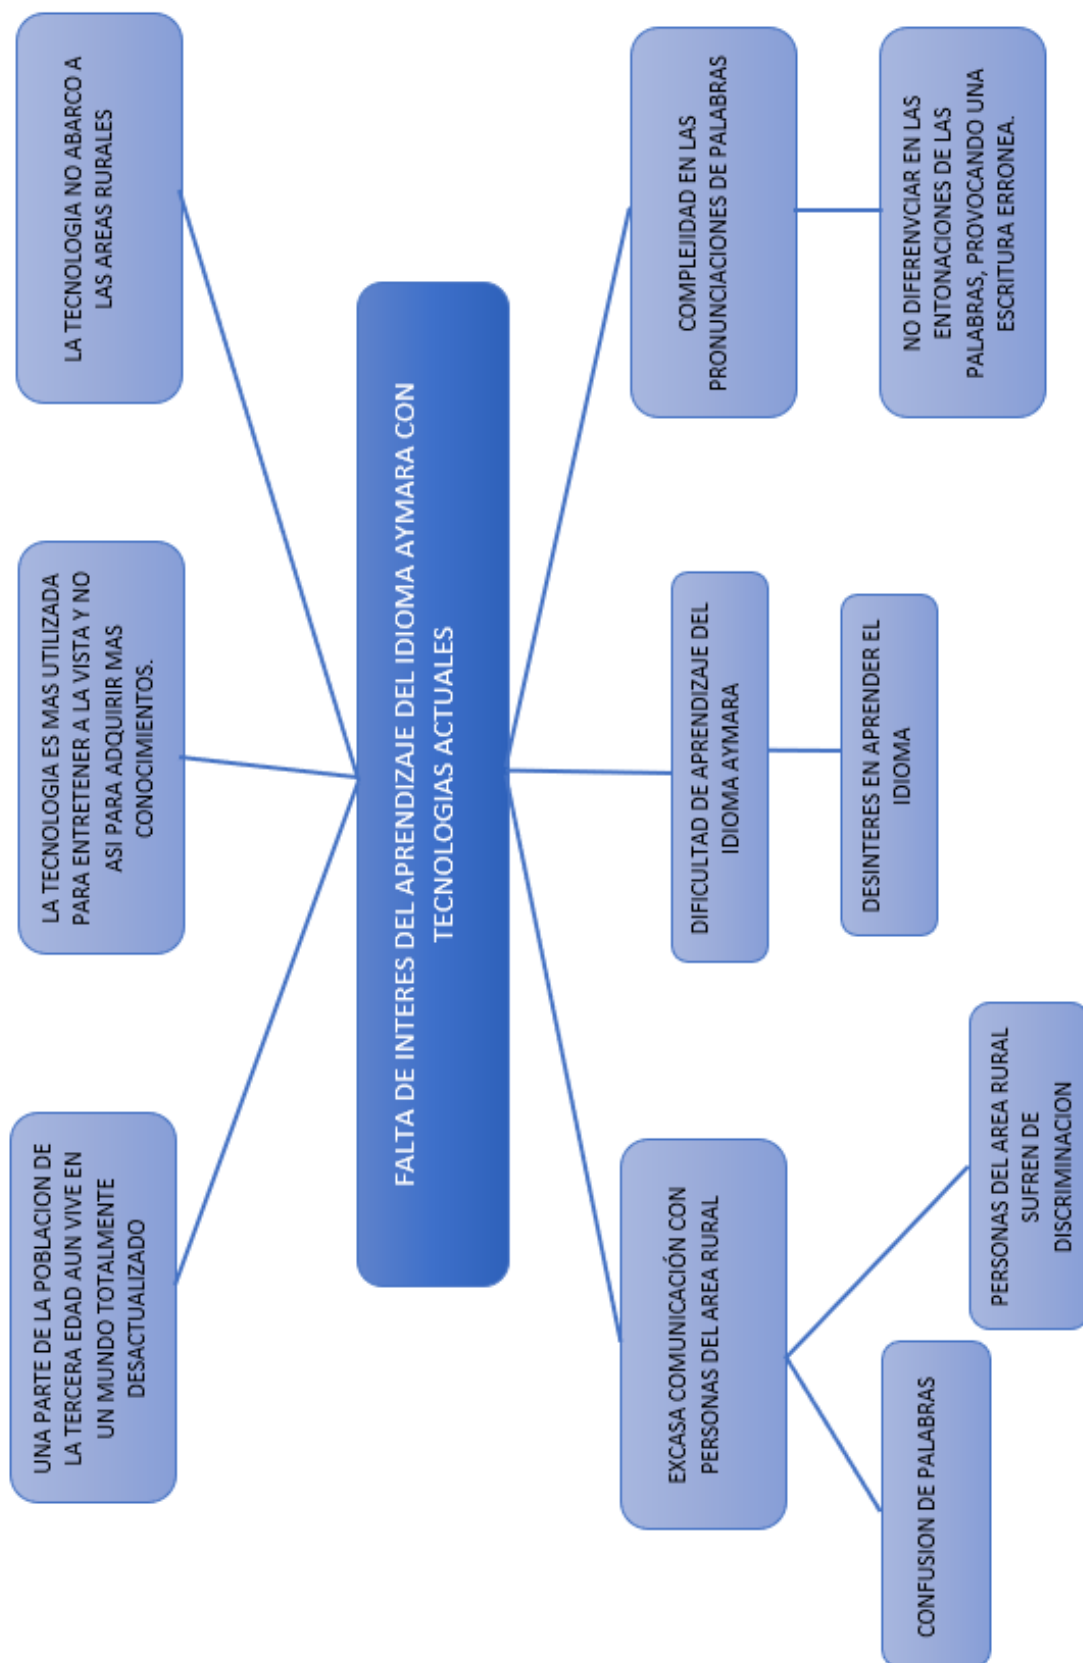 UNA PARTE DE LA POBLACION DE
LA TERCERA EDAD AUN VIVE EN
UN MUNDO TOTALMENTE
DESACTUALIZADO
LA TECNOLOGIA ES MAS UTILIZADA
PARA ENTRETENER A LA VISTA Y NO
ASI PARA ADQUIRIR MAS
CONOCIMIENTOS.
LA TECNOLOGIA NO ABARCO A
LAS AREAS RURALES
FALTA DE INTERES DEL APRENDIZAJE DEL IDIOMA AYMARA CON
TECNOLOGIAS ACTUALES
EXCASA COMUNICACIÓN CON
PERSONAS DEL AREA RURAL
DIFICULTAD DE APRENDIZAJE DEL
IDIOMA AYMARA
COMPLEJIDAD EN LAS
PRONUNCIACIONES DE PALABRAS
CONFUSION DE PALABRAS
PERSONAS DEL AREA RURAL
SUFREN DE
DISCRIMINACION
DESINTERES EN APRENDER EL
IDIOMA
NO DIFERENVCIAR EN LAS
ENTONACIONES DE LAS
PALABRAS, PROVOCANDO UNA
ESCRITURA ERRONEA.